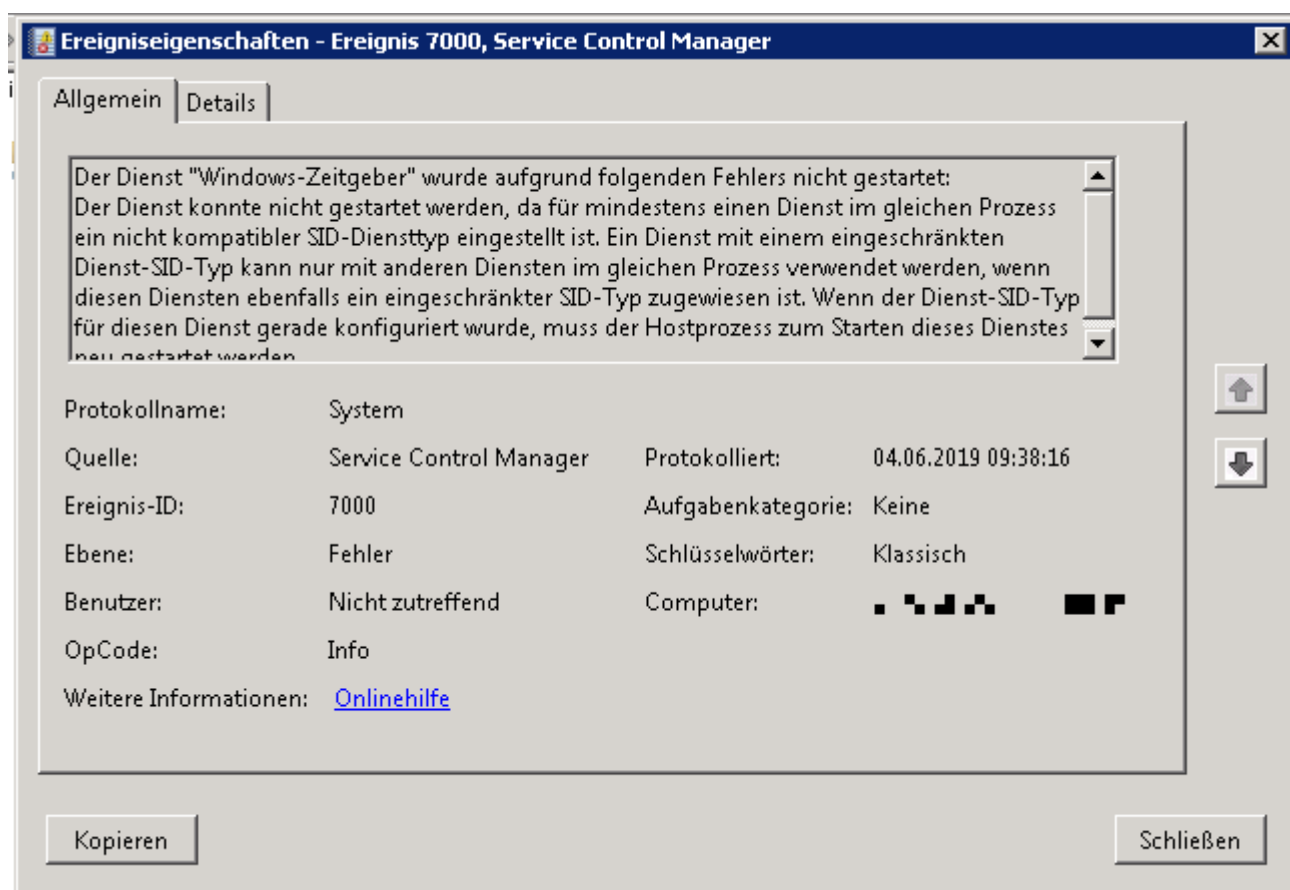 Ereigniseigenschaften - Ereignis 7000, Service Control Manager
Allgemein
Details
Der Dienst "Windows-Zeitgeber" wurde aufgrund folgenden Fehlers nicht gestartet:
Der Dienst konnte nicht gestartet werden, da für mindestens einen Dienst im gleichen Prozess
ein nicht kompatibler SID-Diensttyp eingestellt ist. Ein Dienst mit einem eingeschränkten
Dienst-SID-Typ kann nur mit anderen Diensten im gleichen Prozess verwendet werden, wenn
diesen Diensten ebenfalls ein eingeschränkter SID-Typ zugewiesen ist. Wenn der Dienst-SID-Typ
für diesen Dienst gerade konfiguriert wurde, muss der Hostprozess zum Starten dieses Dienstes
neu gestartet werden
Protokollname: System
Quelle: Service Control Manager Protokolliert: 04.06.2019 09:38:16
Ereignis-ID: 7000 Aufgabenkategorie: Keine
Ebene: Fehler Schlüsselwörter: Klassisch
Benutzer: Nicht zutreffend Computer:
OpCode: Info
Weitere Informationen: Onlinehilfe
Kopieren
Schließen